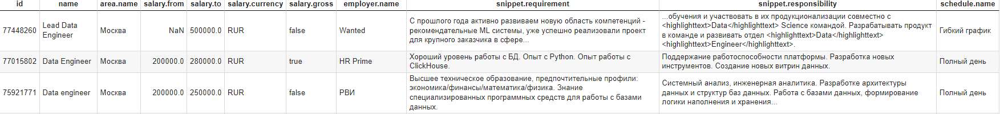 id name area.name salary.from salary.to salary.currency salary.gross employer.name snippet.requirement snippet.responsibility schedule.name
77448260
Lead Data
Engineer
Москва
NaN
500000.0
RUR
false
Wanted
С прошлого года активно развиваем новую область компетенций -
рекомендательные ML системы, уже успешно реализовали проект
для крупного заказчика в сфере...
...обучения и участвовать в их продукционализации совместно с
<highlighttext>Data</highlighttext> Science командой. Разрабатывать продукт
в команде и развивать отдел <highlighttext>Data</highlighttext>
<highlighttext>Engineer</highlighttext>.
Гибкий график
77015802
Data Engineer
Москва
200000.0
280000.0
RUR
true
HR Prime
Хороший уровень работы с БД. Опыт с Python. Опыт работы с
ClickHouse.
Поддержание работоспособности платформы. Разработка новых
инструментов. Создание новых витрин данных.
Полный день
75921771
Data engineer
Москва
200000.0
250000.0
RUR
false
РВИ
Высшее техническое образование, предпочтительные профили:
экономика/финансы/математика/физика. Знание
специализированных программных средств для работы с базами
данных.
Системный анализ, инженерная аналитика. Разработке архитектуры
данных и структур баз данных. Работа с базами данных, формирование
логики наполнения и хранения...
Полный день